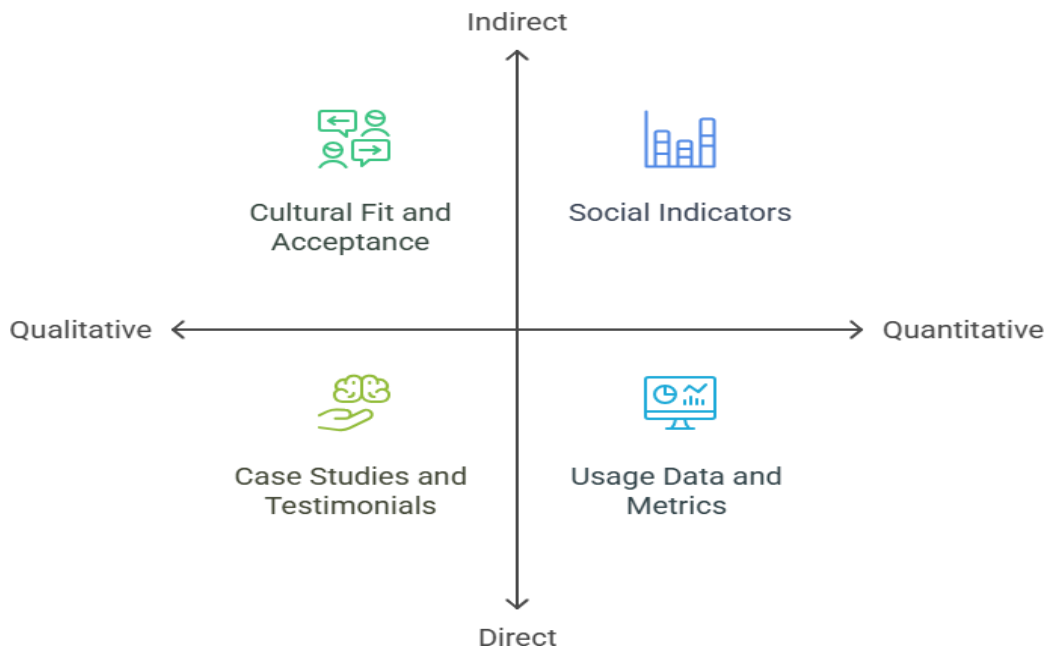 Indirect
Cultural Fit and
Acceptance
Social Indicators
Qualitative
Quantitative
Case Studies and
Testimonials
Usage Data and
Metrics
Direct